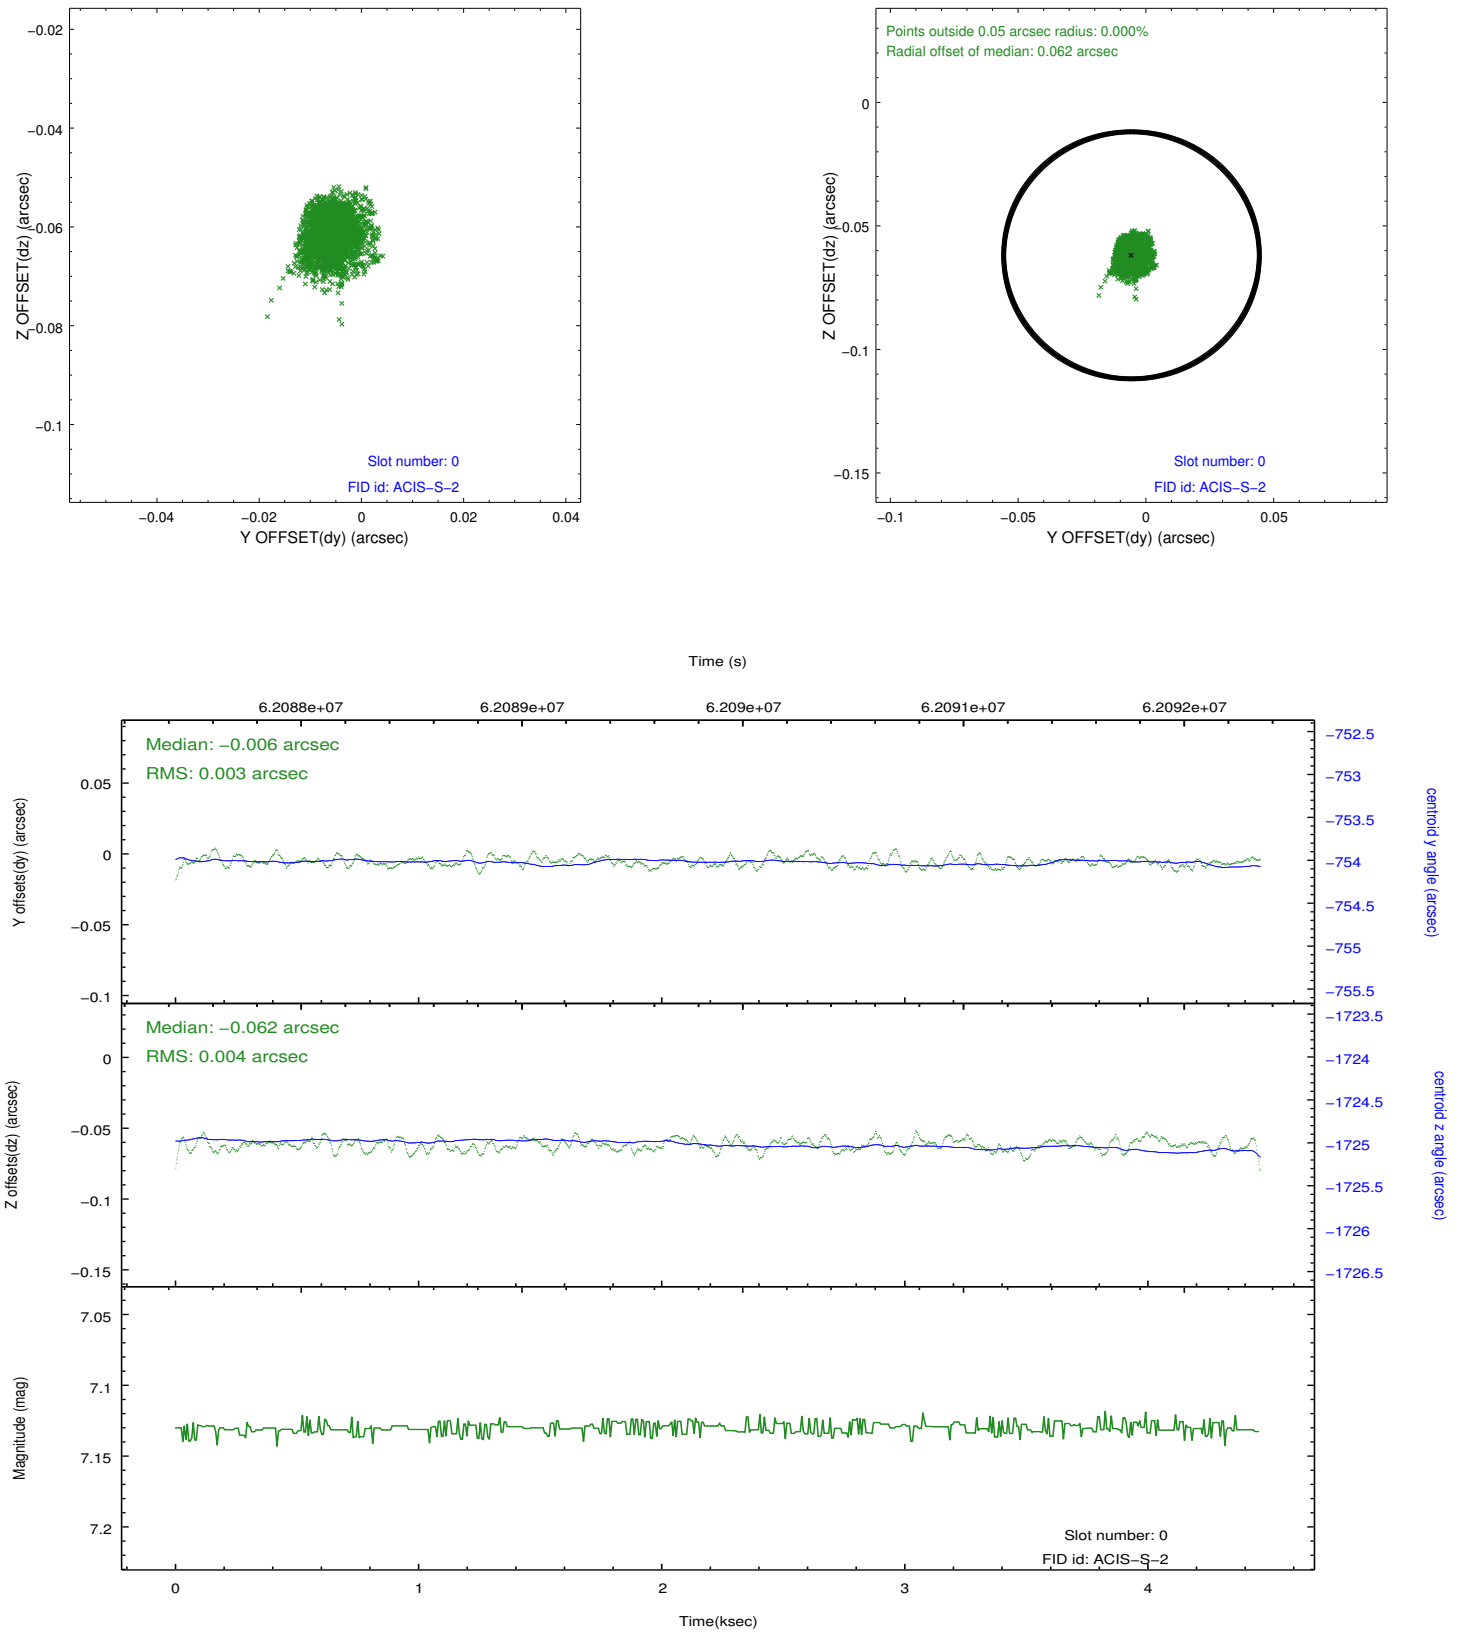 −0.02
−0.04
−0.06
−0.08
−0.1
Z OFFSET(dz) (arcsec)
Slot number: 0
FID id: ACIS−S−2
−0.04
−0.02
0
0.02
0.04
Y OFFSET(dy) (arcsec)
Points outside 0.05 arcsec radius: 0.000%
Radial offset of median: 0.062 arcsec
0
−0.05
−0.1
−0.15
Z OFFSET(dz) (arcsec)
Slot number: 0
FID id: ACIS−S−2
−0.1
−0.05
0
0.05
Y OFFSET(dy) (arcsec)
Time (s)
6.2088e+07
6.2089e+07
6.209e+07
6.2091e+07
6.2092e+07
Median: −0.006 arcsec
RMS: 0.003 arcsec
0.05
0
−0.05
−0.1
Y offsets(dy) (arcsec)
−752.5
−753
−753.5
−754
−754.5
−755
−755.5
centroid y angle (arcsec)
Median: −0.062 arcsec
RMS: 0.004 arcsec
0
−0.05
−0.1
−0.15
Z offsets(dz) (arcsec)
−1723.5
−1724
−1724.5
−1725
−1725.5
−1726
−1726.5
centroid z angle (arcsec)
7.05
7.1
7.15
7.2
Magnitude (mag)
Slot number: 0
FID id: ACIS−S−2
0
1
2
3
4
Time(ksec)